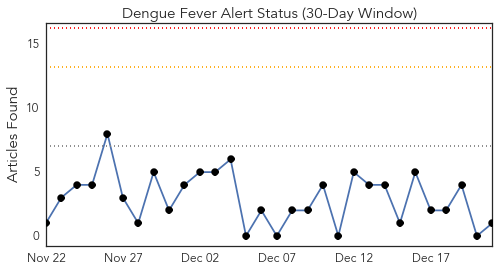 Dengue Fever Alert Status (30-Day Window)
Articles Found
15
10
5
0
Nov 22 Nov 27 Dec 02 Dec 07 Dec 12 Dec 17